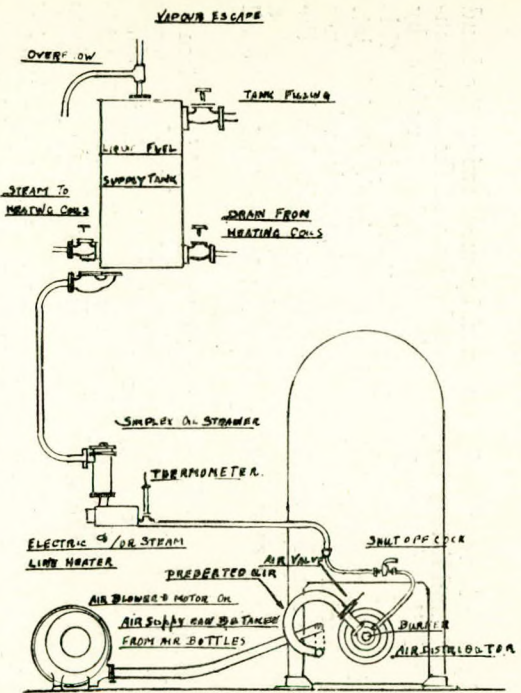 VAPOUR ESCAPE
OVERFLOW
TANK FILLING
LIQUID FUEL
SUPPLY TANK
STEAM TO
HEATING COILS
DRAIN FROM
HEATING COILS
SIMPLEX OIL STRAINER
THERMOMETER.
ELECTRIC &/OR STEAM
LINE HEATER
SHUT OFF COCK
AIR VALVE
PREHEATED AIR
AIR BLOWER & MOTOR OR
AIR SUPPLY CAN BE TAKEN
FROM AIR BOTTLES
BURNER
AIR DISTRIBUTOR